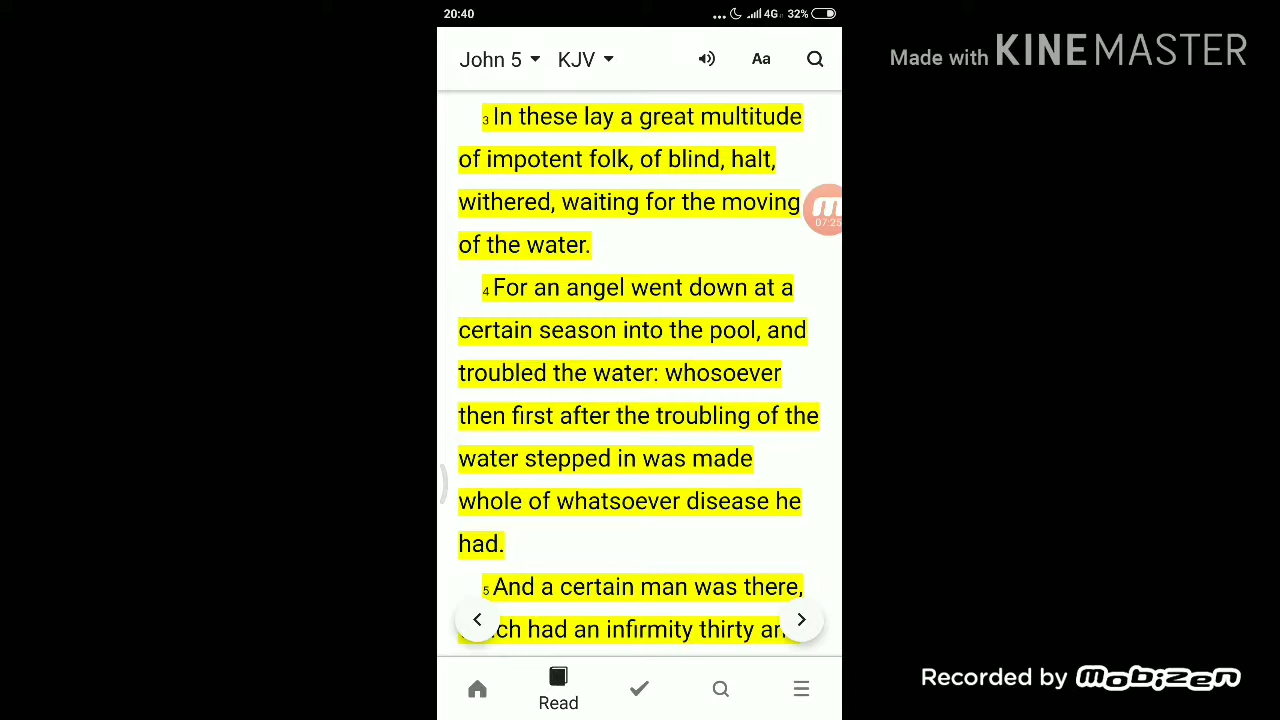 20:40
4G 32%
Made with KINEMASTER
John 5 KJV Aa
3 In these lay a great multitude
of impotent folk, of blind, halt,
withered, waiting for the moving
of the water.
07:25
4 For an angel went down at a
certain season into the pool, and
troubled the water: whosoever
then first after the troubling of the
water stepped in was made
whole of whatsoever disease he
had.
5 And a certain man was there,
had an infirmity thirty
Read
Recorded by mobizen